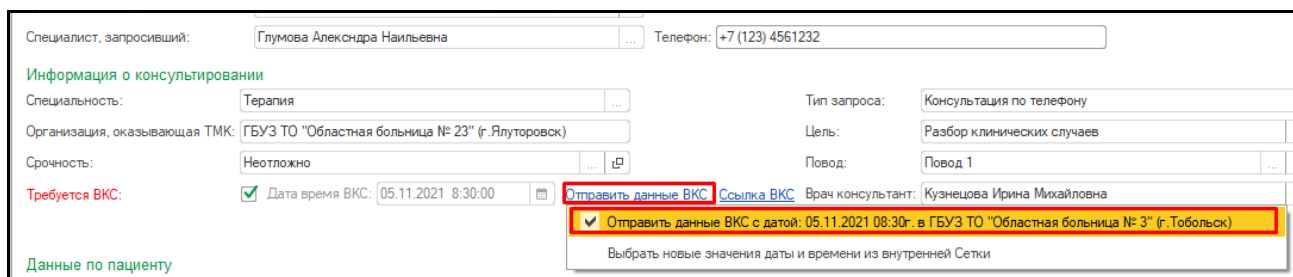 Специалист, запросивший: Глумова Алексндра Наильевна ... Телефон: +7 (123) 4561232
Информация о консультировании
Специальность: Терапия ... Тип запроса: Консультация по телефону
Организация, оказывающая ТМК: ГБУЗ ТО "Областная больница № 23" (г.Ялуторовск) Цель: Разбор клинических случаев
Срочность: Неотложно ... Повод: Повод 1 ...
Требуется ВКС: Дата время ВКС: 05.11.2021 8:30:00 Отправить данные ВКС Ссылка ВКС Врач консультант: Кузнецова Ирина Михайловна
Отправить данные ВКС с датой: 05.11.2021 08:30г. в ГБУЗ ТО "Областная больница № 3" (г.Тобольск)
Выбрать новые значения даты и времени из внутренней Сетки
Данные по пациенту